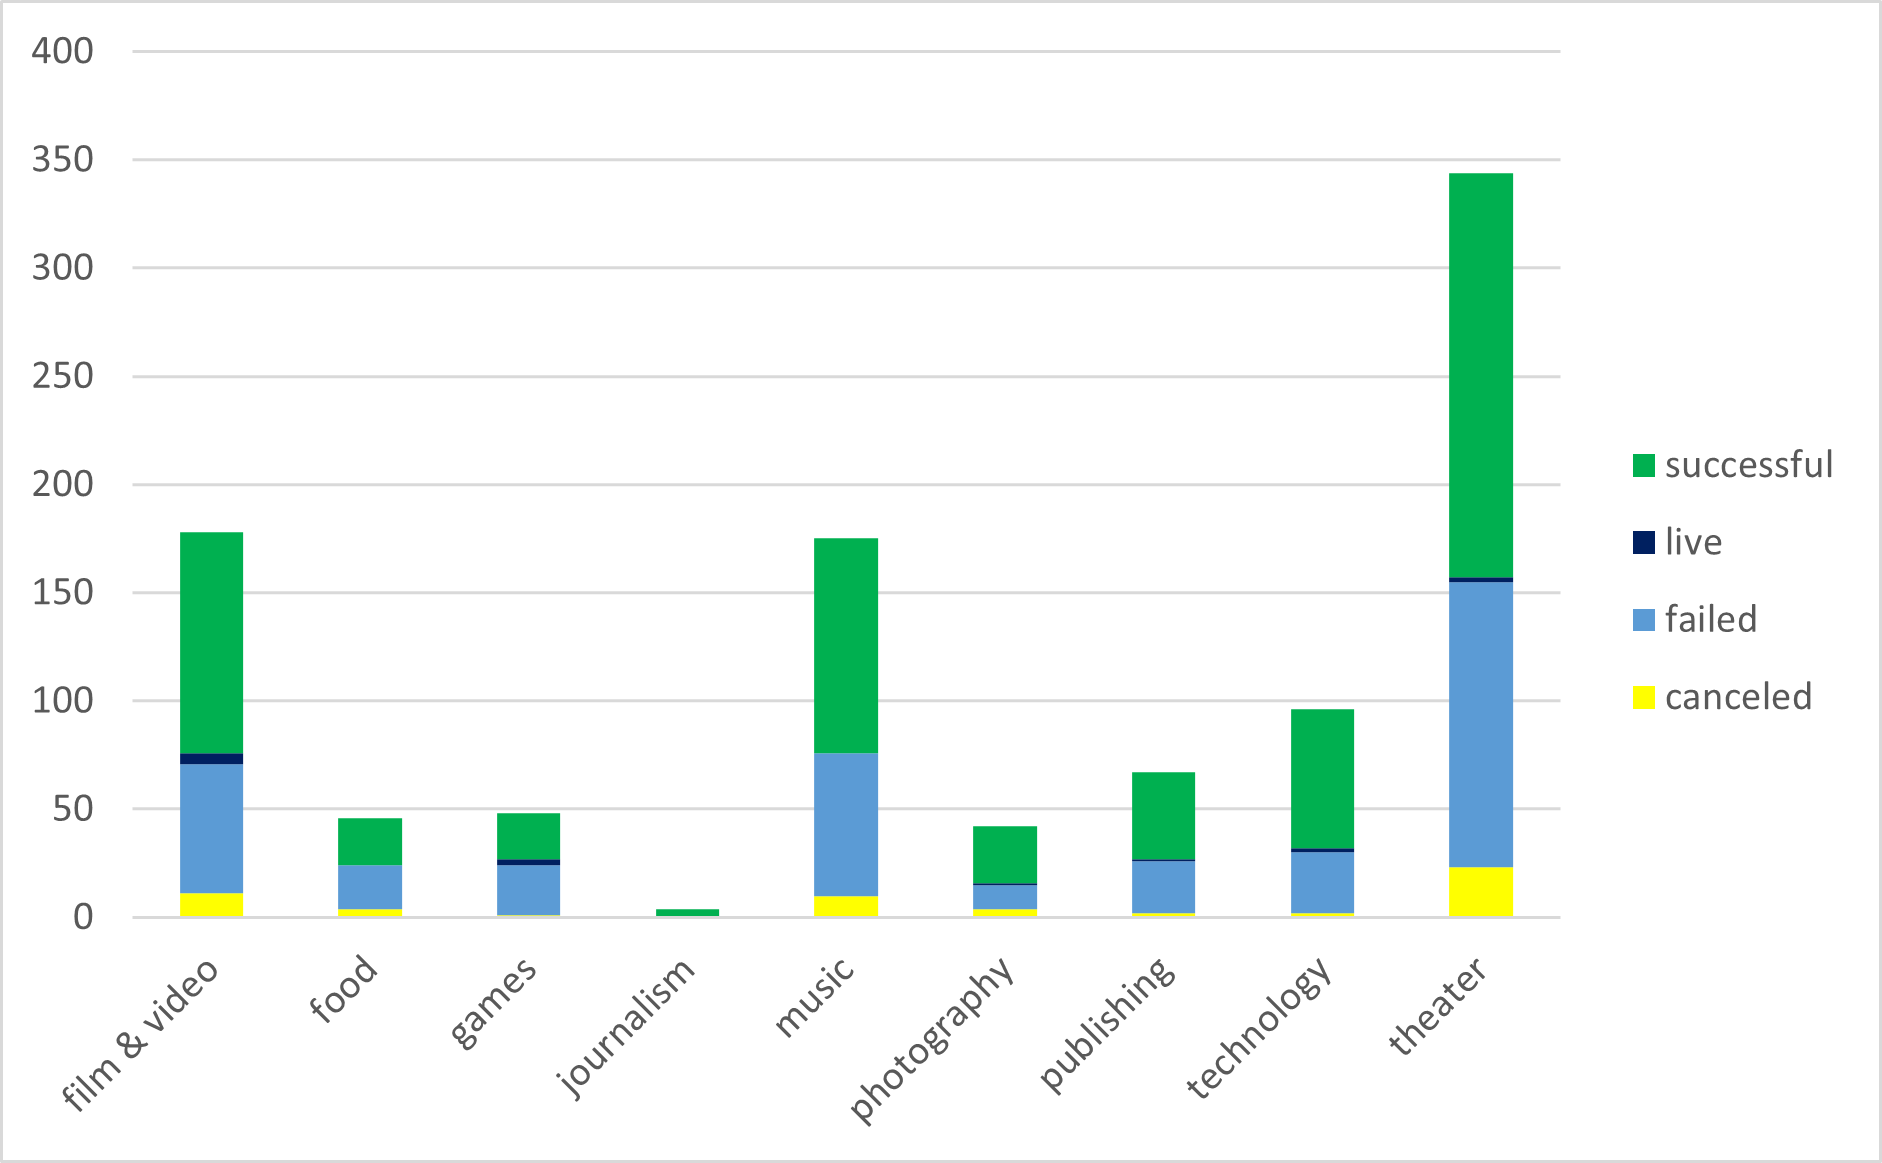 400
350
300
250
200
150
100
50
0
successful
live
failed
canceled
film & video
food
games
journalism
music
photography
publishing
technology
theater